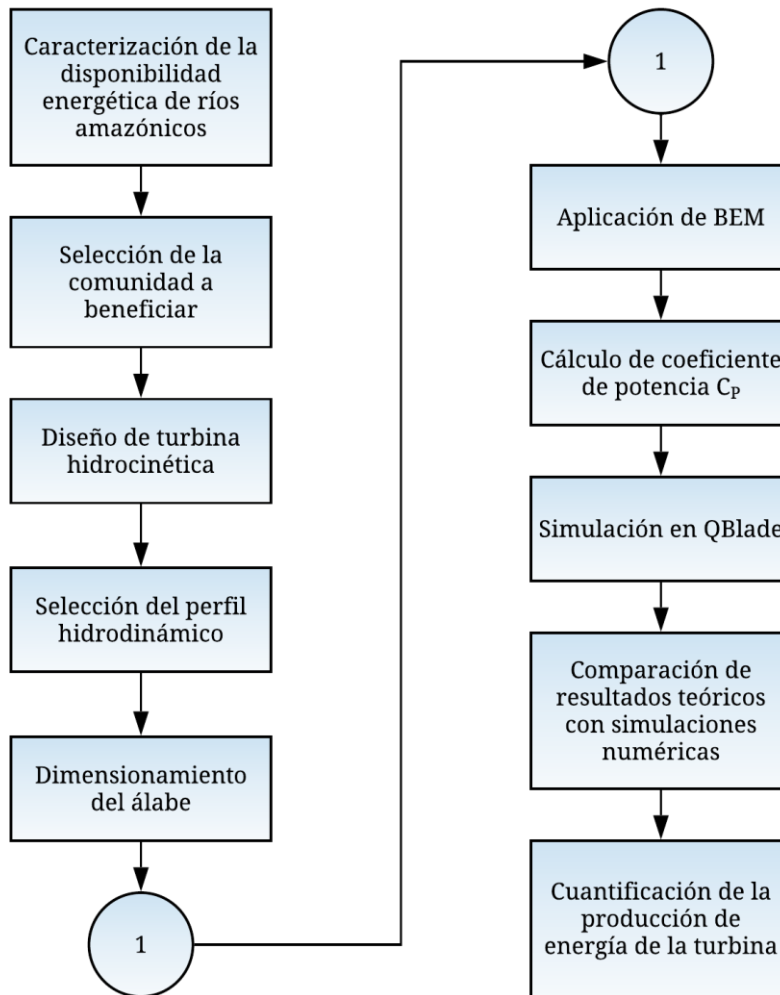 Caracterización de la
disponibilidad
energética de ríos
amazónicos
Selección de la
comunidad a
beneficiar
Diseño de turbina
hidrocinética
Selección del perfil
hidrodinámico
Dimensionamiento
del álabe
1
1
Aplicación de BEM
Cálculo de coeficiente
de potencia C_P
Simulación en QBlade
Comparación de
resultados teóricos
con simulaciones
numéricas
Cuantificación de la
producción de
energía de la turbina